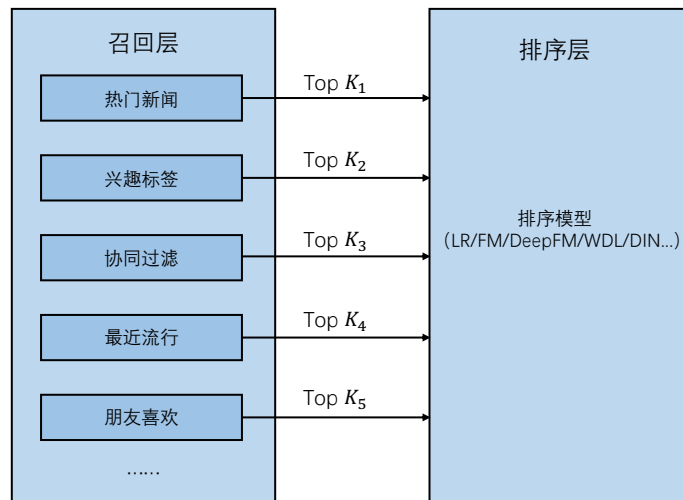 召回层
热门新闻
兴趣标签
协同过滤
最近流行
朋友喜欢
……
Top K₁
Top K₂
Top K₃
Top K₄
Top K₅
排序层
排序模型
（LR/FM/DeepFM/WDL/DIN...）